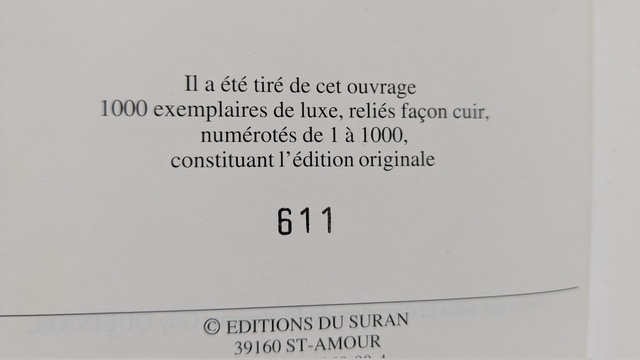 Il a été tiré de cet ouvrage
1000 exemplaires de luxe, reliés façon cuir,
numérotés de 1 à 1000,
constituant l'édition originale
611
© EDITIONS DU SURAN
39160 ST-AMOUR